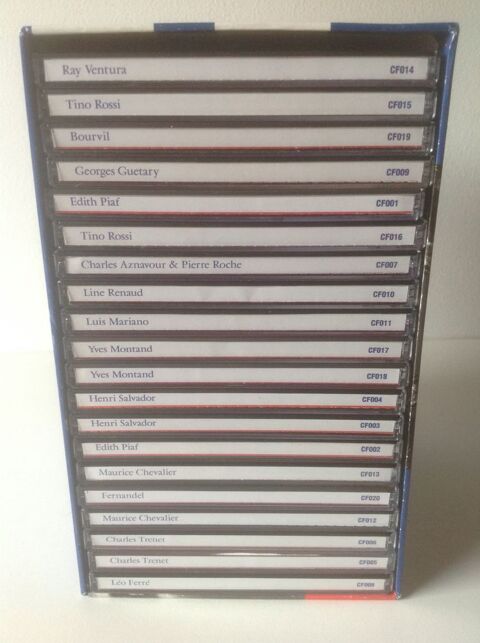 Ray Ventura CF014
Tino Rossi CF015
Bourvil CF019
Georges Guetary CF009
Edith Piaf CF001
Tino Rossi CF016
Charles Aznavour & Pierre Roche CF007
Line Renaud CF010
Luis Mariano CF011
Yves Montand CF017
Yves Montand CF018
Henri Salvador CF004
Henri Salvador CF003
Edith Piaf CF002
Maurice Chevalier CF013
Fernandel CF020
Maurice Chevalier CF012
Charles Trenet CF006
Charles Trenet CF005
Léo Ferré CF008